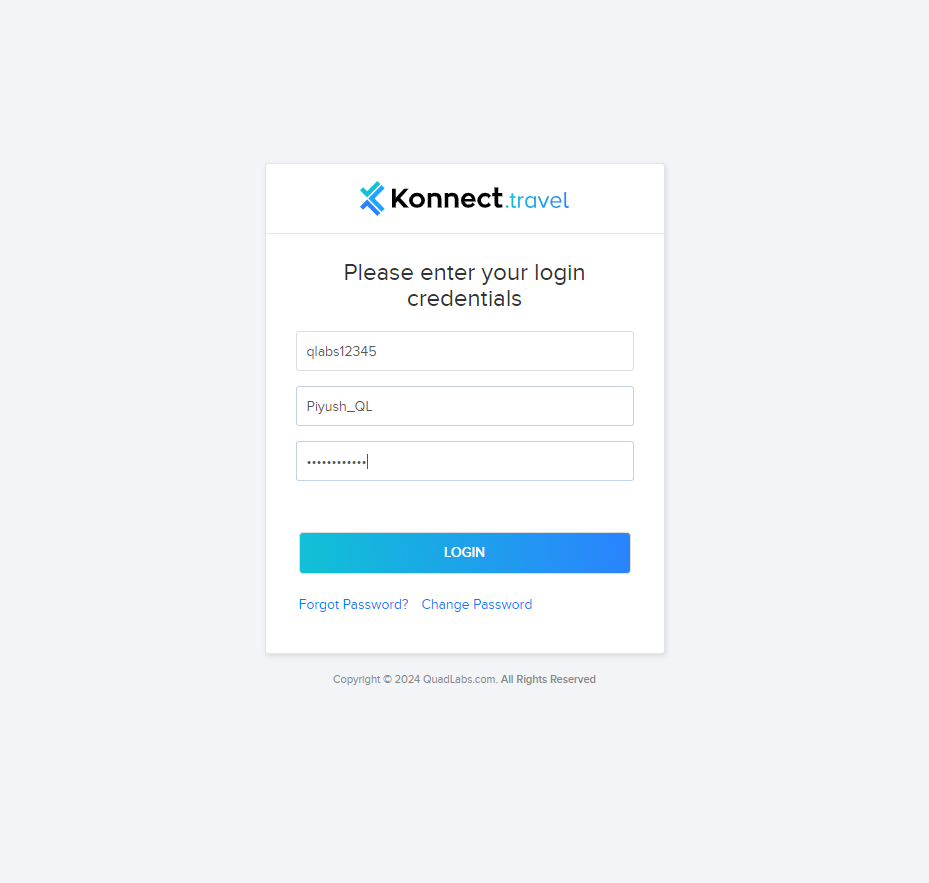 Konnect.travel
Please enter your login
credentials
qlabs12345
Piyush_QL
••••••••••••
LOGIN
Forgot Password? Change Password
Copyright © 2024 QuadLabs.com. All Rights Reserved